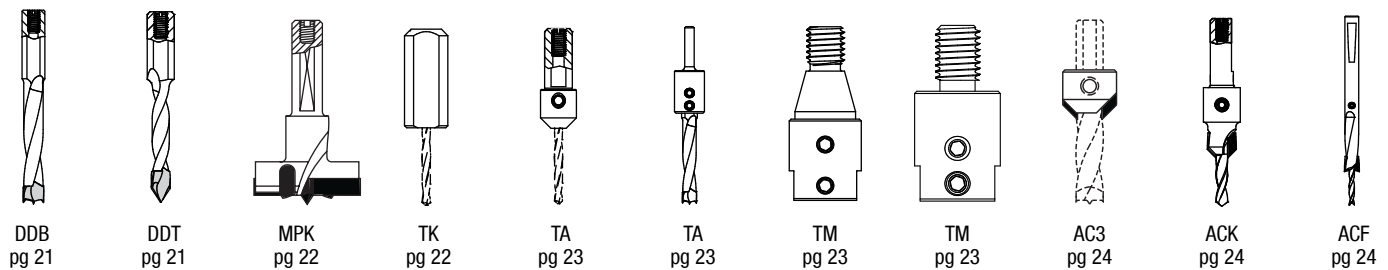 DDB DDT MPK TK TA TA TM TM AC3 ACK ACF
pg 21 pg 21 pg 22 pg 22 pg 23 pg 23 pg 23 pg 23 pg 24 pg 24 pg 24